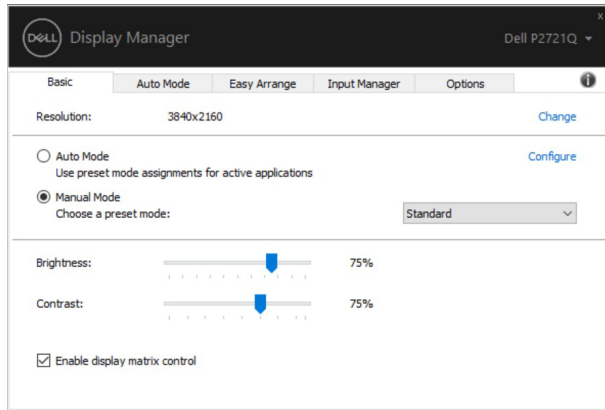 x
DELL Display Manager Dell P2721Q
Basic Auto Mode Easy Arrange Input Manager Options i
Resolution: 3840x2160 Change
Auto Mode Configure
Use preset mode assignments for active applications
Manual Mode
Choose a preset mode: Standard
Brightness: 75%
Contrast: 75%
Enable display matrix control